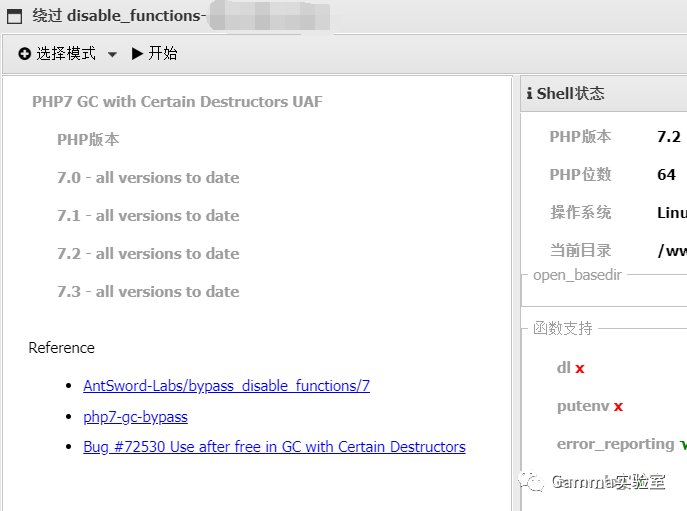 绕过 disable_functions-
选择模式 开始
PHP7 GC with Certain Destructors UAF
PHP版本
7.0 - all versions to date
7.1 - all versions to date
7.2 - all versions to date
7.3 - all versions to date
Reference
AntSword-Labs/bypass_disable_functions/7
php7-gc-bypass
Bug #72530 Use after free in GC with Certain Destructors
Shell状态
PHP版本 7.2
PHP位数 64
操作系统 Linu
当前目录 /ww
open_basedir
函数支持
dl x
putenv x
error_reporting √
Gamma实验室